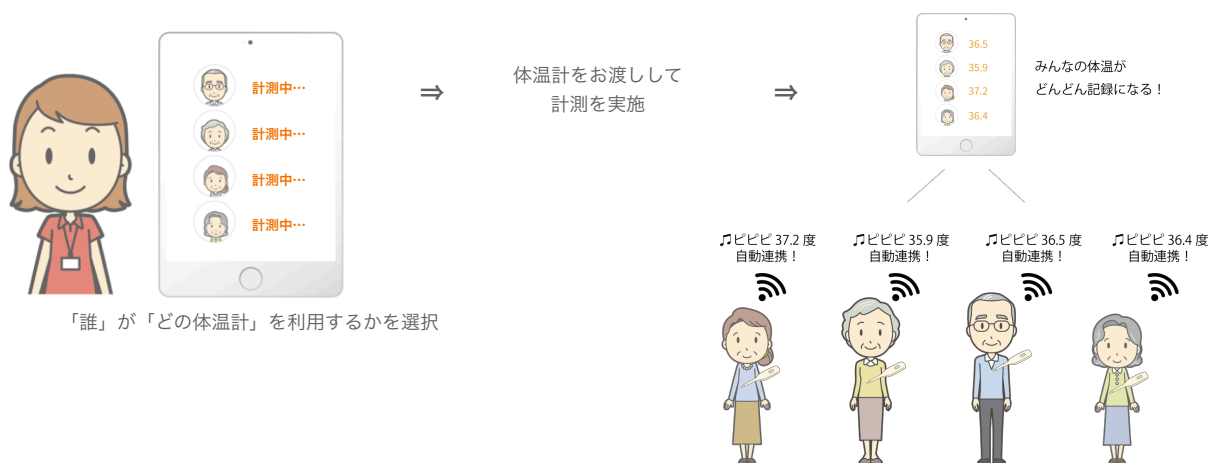 計測中…
計測中…
計測中…
計測中…
「誰」が「どの体温計」を利用するかを選択
⇒
体温計をお渡しして
計測を実施
⇒
36.5
35.9
37.2
36.4
みんなの体温が
どんどん記録になる！
♫ピピピ 37.2 度
自動連携！
♫ピピピ 35.9 度
自動連携！
♫ピピピ 36.5 度
自動連携！
♫ピピピ 36.4 度
自動連携！